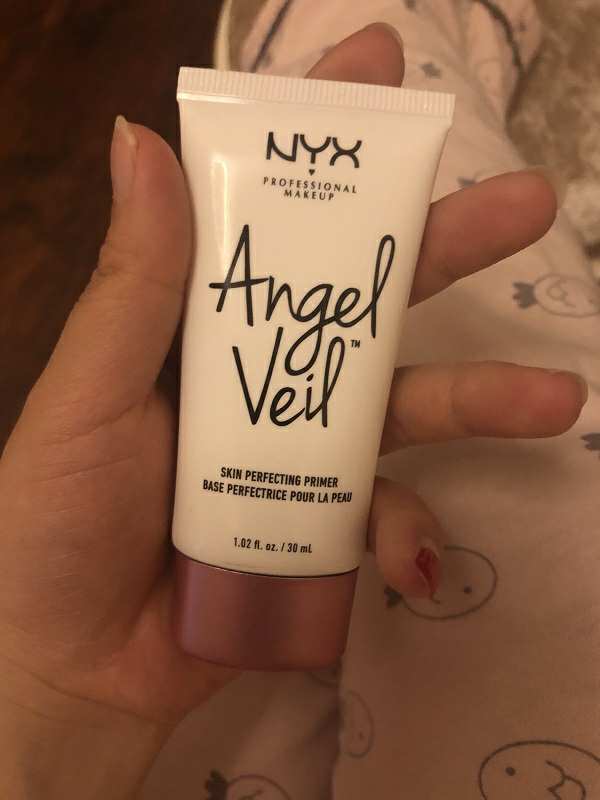 NYX
PROFESSIONAL
MAKEUP
Angel
Veil™
SKIN PERFECTING PRIMER
BASE PERFECTRICE POUR LA PEAU
1.02 fl. oz. / 30 mL